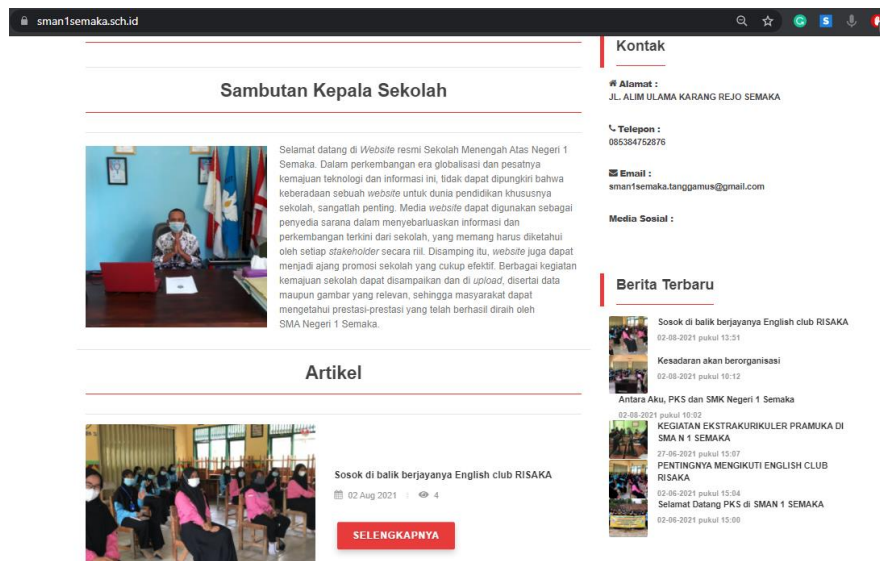 sman1semaka.sch.id
Sambutan Kepala Sekolah
Selamat datang di Website resmi Sekolah Menengah Atas Negeri 1
Semaka. Dalam perkembangan era globalisasi dan pesatnya
kemajuan teknologi dan informasi ini, tidak dapat dipungkiri bahwa
keberadaan sebuah website untuk dunia pendidikan khususnya
sekolah, sangatlah penting. Media website dapat digunakan sebagai
penyedia sarana dalam menyebarluaskan informasi dan
perkembangan terkini dari sekolah, yang memang harus diketahui
oleh setiap stakeholder secara riil. Disamping itu, website juga dapat
menjadi ajang promosi sekolah yang cukup efektif. Berbagai kegiatan
kemajuan sekolah dapat disampaikan dan di upload, disertai data
maupun gambar yang relevan, sehingga masyarakat dapat
mengetahui prestasi-prestasi yang telah berhasil diraih oleh
SMA Negeri 1 Semaka.
Artikel
Sosok di balik berjayanya English club RISAKA
02 Aug 2021 4
SELENGKAPNYA
Kontak
Alamat :
JL. ALIM ULAMA KARANG REJO SEMAKA
Telepon :
085384752876
Email :
sman1semaka.tanggamus@gmail.com
Media Sosial :
Berita Terbaru
Sosok di balik berjayanya English club RISAKA
02-08-2021 pukul 13:51
Kesadaran akan berorganisasi
02-08-2021 pukul 10:12
Antara Aku, PKS dan SMK Negeri 1 Semaka
02-08-2021 pukul 10:02
KEGIATAN EKSTRAKURIKULER PRAMUKA DI
SMA N 1 SEMAKA
27-06-2021 pukul 15:07
PENTINGNYA MENGIKUTI ENGLISH CLUB
RISAKA
02-06-2021 pukul 15:04
Selamat Datang PKS di SMAN 1 SEMAKA
02-06-2021 pukul 15:00